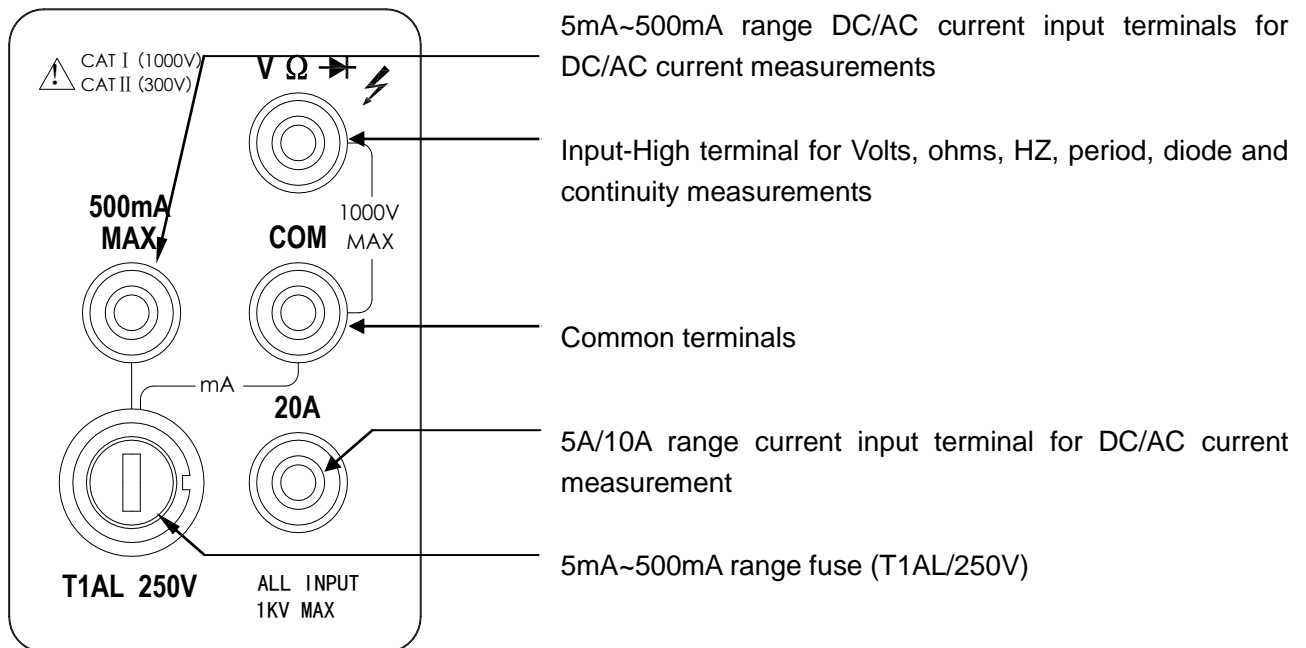 CAT I (1000V)
CAT II (300V)
V Ω
500mA
MAX
COM
1000V
MAX
mA
20A
T1AL 250V
ALL INPUT
1KV MAX
5mA~500mA range DC/AC current input terminals for
DC/AC current measurements
Input-High terminal for Volts, ohms, HZ, period, diode and
continuity measurements
Common terminals
5A/10A range current input terminal for DC/AC current
measurement
5mA~500mA range fuse (T1AL/250V)